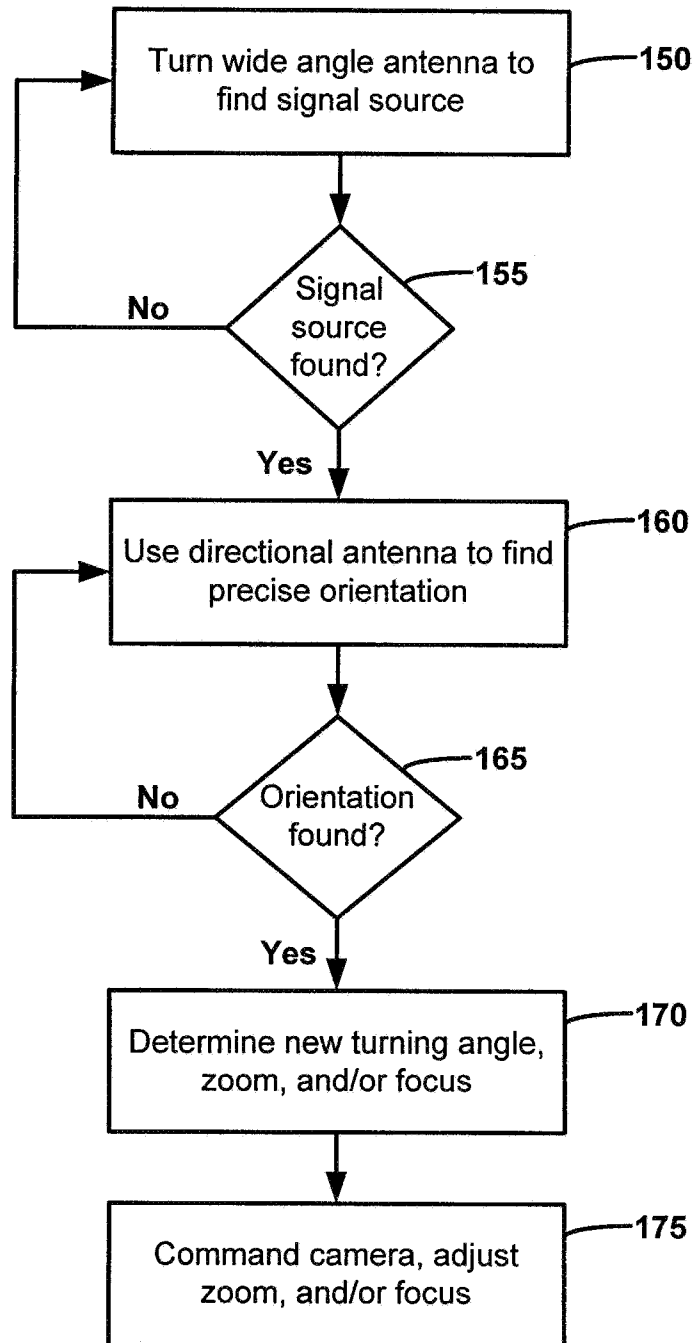 Turn wide angle antenna to
find signal source
150
Signal
source
found?
155
No
Yes
Use directional antenna to find
precise orientation
160
Orientation
found?
165
No
Yes
Determine new turning angle,
zoom, and/or focus
170
Command camera, adjust
zoom, and/or focus
175